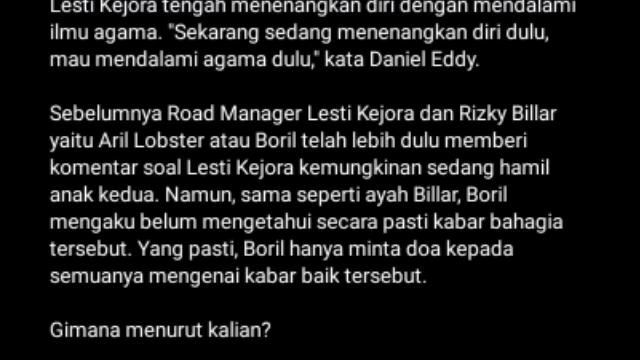 Lesti Kejora tengah menenangkan diri dengan mendalami
ilmu agama. "Sekarang sedang menenangkan diri dulu,
mau mendalami agama dulu," kata Daniel Eddy.
Sebelumnya Road Manager Lesti Kejora dan Rizky Billar
yaitu Aril Lobster atau Boril telah lebih dulu memberi
komentar soal Lesti Kejora kemungkinan sedang hamil
anak kedua. Namun, sama seperti ayah Billar, Boril
mengaku belum mengetahui secara pasti kabar bahagia
tersebut. Yang pasti, Boril hanya minta doa kepada
semuanya mengenai kabar baik tersebut.
Gimana menurut kalian?